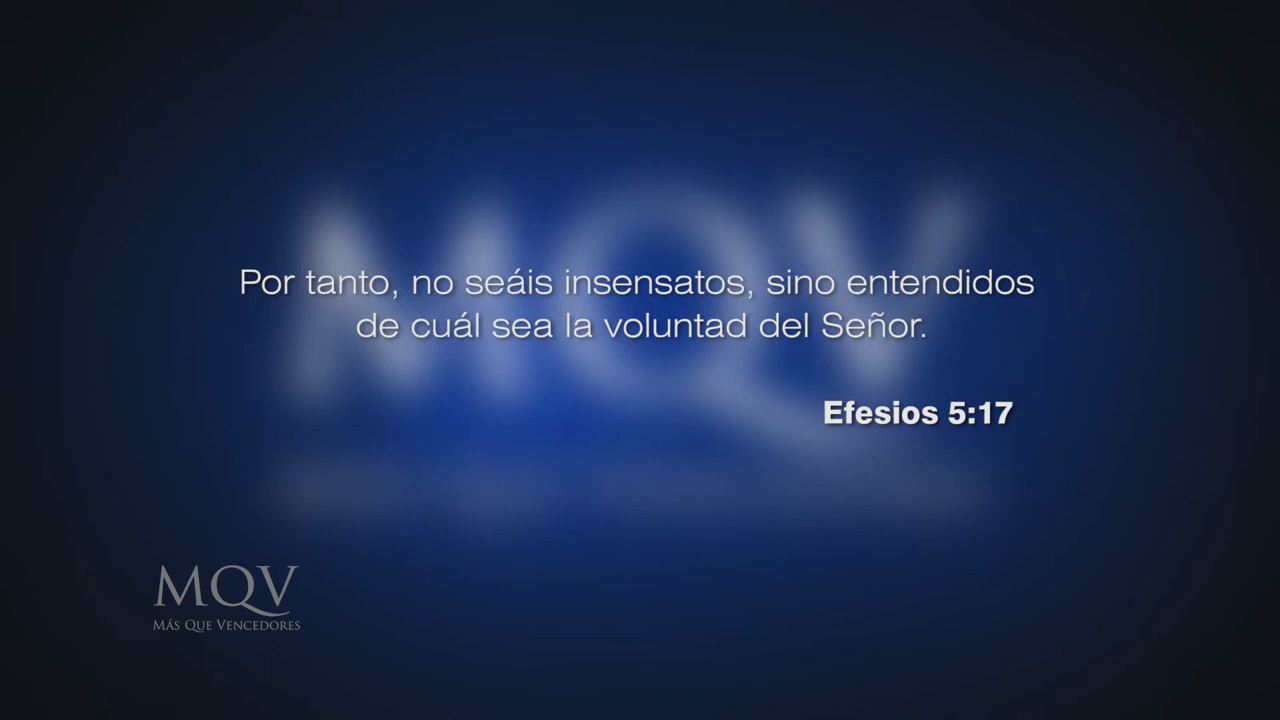 Por tanto, no seáis insensatos, sino entendidos
de cuál sea la voluntad del Señor.
Efesios 5:17
MQV
MQV
MÁS QUE VENCEDORES